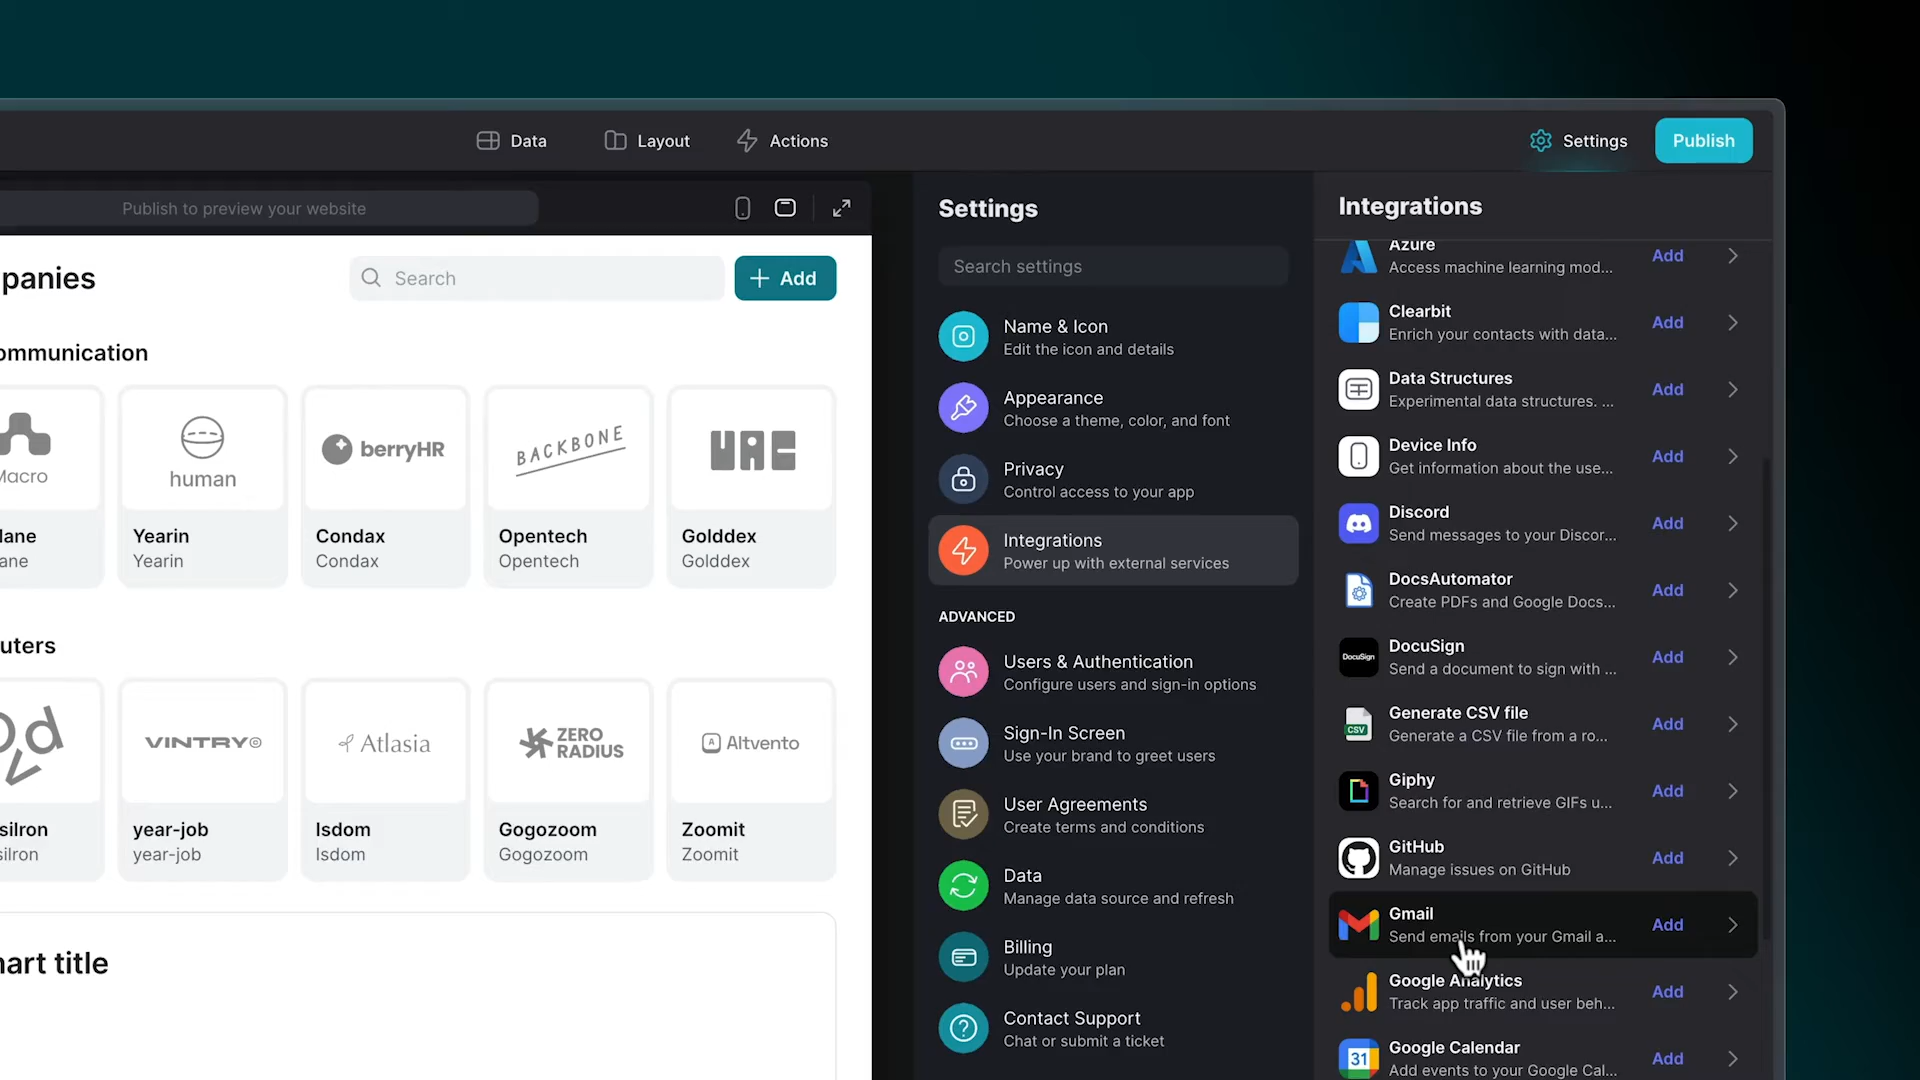 Data
Layout
Actions
Settings
Publish
Publish to preview your website
panies
Search
+ Add
ommunication
Macro
human
berryHR
BACKBONE
UAC
lane
ane
Yearin
Yearin
Condax
Condax
Opentech
Opentech
Golddex
Golddex
uters
VINTRY©
Atlasia
ZERO
RADIUS
Altvento
silron
silron
year-job
year-job
Isdom
Isdom
Gogozoom
Gogozoom
Zoomit
Zoomit
hart title
Settings
Search settings
Name & Icon
Edit the icon and details
Appearance
Choose a theme, color, and font
Privacy
Control access to your app
Integrations
Power up with external services
ADVANCED
Users & Authentication
Configure users and sign-in options
Sign-In Screen
Use your brand to greet users
User Agreements
Create terms and conditions
Data
Manage data source and refresh
Billing
Update your plan
Contact Support
Chat or submit a ticket
Integrations
Azure
Access machine learning mod...
Add
Clearbit
Enrich your contacts with data...
Add
Data Structures
Experimental data structures. ...
Add
Device Info
Get information about the use...
Add
Discord
Send messages to your Discor...
Add
DocsAutomator
Create PDFs and Google Docs...
Add
DocuSign
DocuSign
Send a document to sign with ...
Add
CSV
Generate CSV file
Generate a CSV file from a ro...
Add
Giphy
Search for and retrieve GIFs u...
Add
GitHub
Manage issues on GitHub
Add
Gmail
Send emails from your Gmail a...
Add
Google Analytics
Track app traffic and user beh...
Add
31
Google Calendar
Add events to your Google Cal...
Add